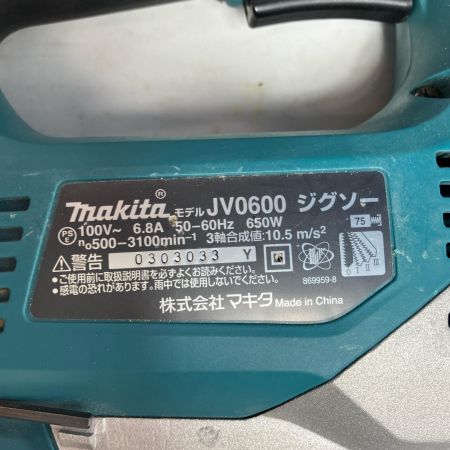 makita® モデル JV0600 ジグソー
PSE 100V~ 6.8A 50-60Hz 650W 75
n₀500-3100min⁻¹ 3軸合成値:10.5 m/s²
⚠警告 0303033 Y
・ご使用前に取扱説明書を必ずよくお読みください。
・感電の恐れがあります。雨中では使用しないでください。
869959-8
0 I II III
株式会社 マキタ Made in China